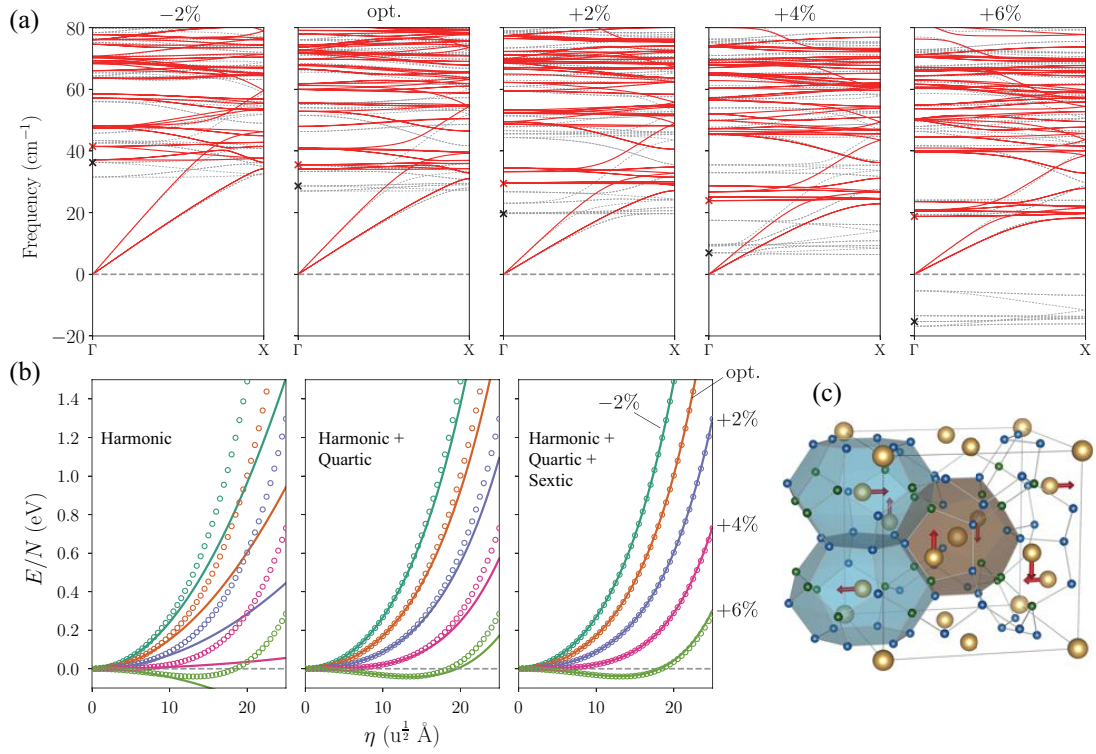 (a)
−2%
opt.
+2%
+4%
+6%
Frequency (cm⁻¹)
80
60
40
20
0
−20
Γ X
Γ X
Γ X
Γ X
Γ X
(b)
E/N (eV)
1.4
1.2
1.0
0.8
0.6
0.4
0.2
0.0
Harmonic
Harmonic +
Quartic
Harmonic +
Quartic +
Sextic
−2%
opt.
+2%
+4%
+6%
0 10 20
0 10 20
0 10 20
η (u^{1/2} Å)
(c)